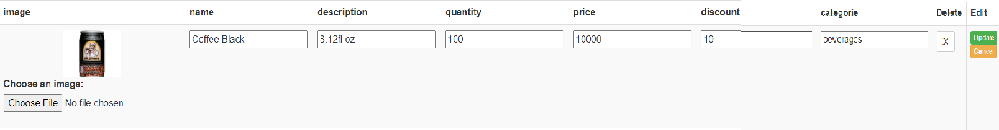 image name description quantity price discount categorie Delete Edit
Coffee Black 8.12fl oz 100 10000 10 beverages x Update
Cancel
Choose an image:
Choose File No file chosen